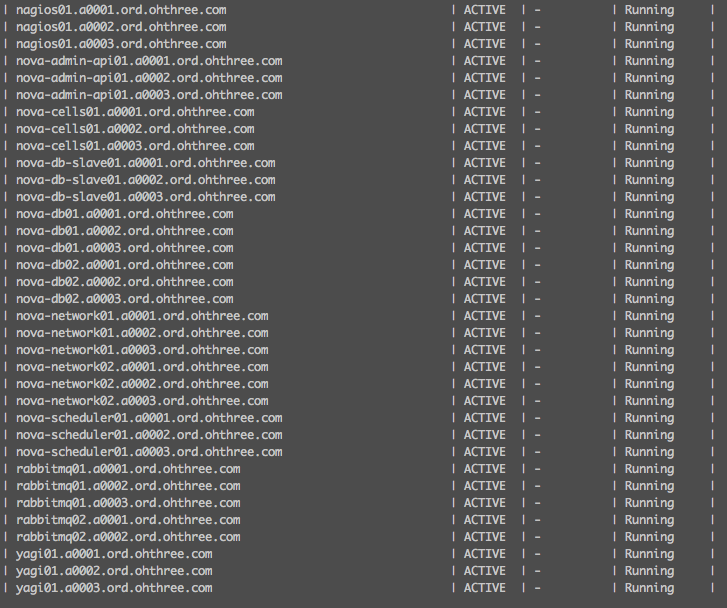 | nagios01.a0001.ord.ohthree.com | ACTIVE | - | Running |
| nagios01.a0002.ord.ohthree.com | ACTIVE | - | Running |
| nagios01.a0003.ord.ohthree.com | ACTIVE | - | Running |
| nova-admin-api01.a0001.ord.ohthree.com | ACTIVE | - | Running |
| nova-admin-api01.a0002.ord.ohthree.com | ACTIVE | - | Running |
| nova-admin-api01.a0003.ord.ohthree.com | ACTIVE | - | Running |
| nova-cells01.a0001.ord.ohthree.com | ACTIVE | - | Running |
| nova-cells01.a0002.ord.ohthree.com | ACTIVE | - | Running |
| nova-cells01.a0003.ord.ohthree.com | ACTIVE | - | Running |
| nova-db-slave01.a0001.ord.ohthree.com | ACTIVE | - | Running |
| nova-db-slave01.a0002.ord.ohthree.com | ACTIVE | - | Running |
| nova-db-slave01.a0003.ord.ohthree.com | ACTIVE | - | Running |
| nova-db01.a0001.ord.ohthree.com | ACTIVE | - | Running |
| nova-db01.a0002.ord.ohthree.com | ACTIVE | - | Running |
| nova-db01.a0003.ord.ohthree.com | ACTIVE | - | Running |
| nova-db02.a0001.ord.ohthree.com | ACTIVE | - | Running |
| nova-db02.a0002.ord.ohthree.com | ACTIVE | - | Running |
| nova-db02.a0003.ord.ohthree.com | ACTIVE | - | Running |
| nova-network01.a0001.ord.ohthree.com | ACTIVE | - | Running |
| nova-network01.a0002.ord.ohthree.com | ACTIVE | - | Running |
| nova-network01.a0003.ord.ohthree.com | ACTIVE | - | Running |
| nova-network02.a0001.ord.ohthree.com | ACTIVE | - | Running |
| nova-network02.a0002.ord.ohthree.com | ACTIVE | - | Running |
| nova-network02.a0003.ord.ohthree.com | ACTIVE | - | Running |
| nova-scheduler01.a0001.ord.ohthree.com | ACTIVE | - | Running |
| nova-scheduler01.a0002.ord.ohthree.com | ACTIVE | - | Running |
| nova-scheduler01.a0003.ord.ohthree.com | ACTIVE | - | Running |
| rabbitmq01.a0001.ord.ohthree.com | ACTIVE | - | Running |
| rabbitmq01.a0002.ord.ohthree.com | ACTIVE | - | Running |
| rabbitmq01.a0003.ord.ohthree.com | ACTIVE | - | Running |
| rabbitmq02.a0001.ord.ohthree.com | ACTIVE | - | Running |
| rabbitmq02.a0002.ord.ohthree.com | ACTIVE | - | Running |
| yagi01.a0001.ord.ohthree.com | ACTIVE | - | Running |
| yagi01.a0002.ord.ohthree.com | ACTIVE | - | Running |
| yagi01.a0003.ord.ohthree.com | ACTIVE | - | Running |